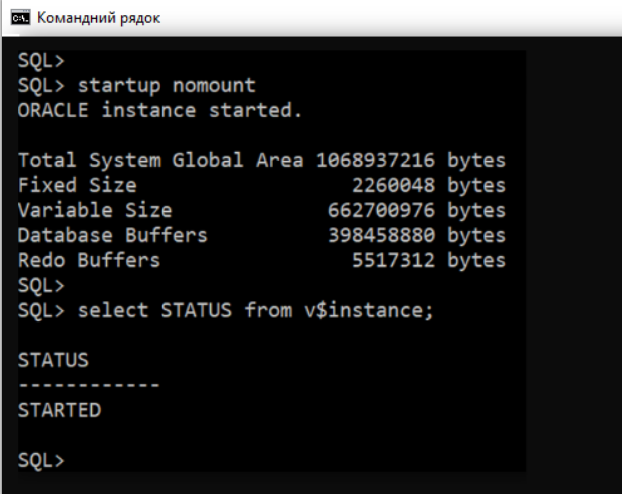 Командний рядок
SQL>
SQL> startup nomount
ORACLE instance started.
Total System Global Area 1068937216 bytes
Fixed Size 2260048 bytes
Variable Size 662700976 bytes
Database Buffers 398458880 bytes
Redo Buffers 5517312 bytes
SQL>
SQL> select STATUS from v$instance;
STATUS
------------
STARTED
SQL>